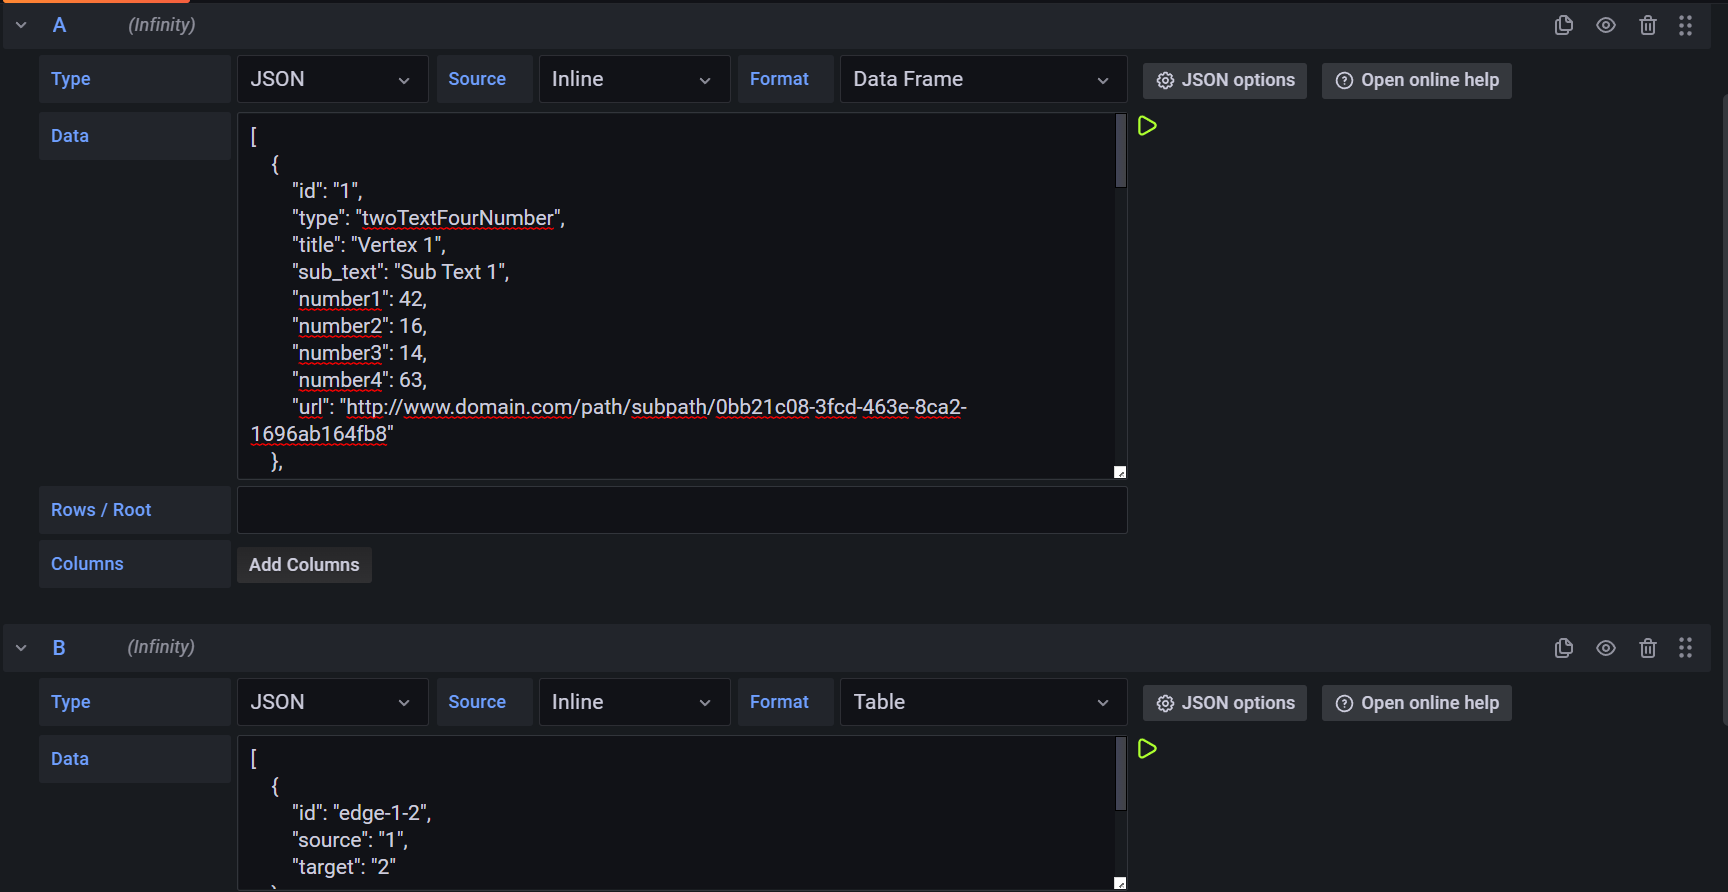 A (Infinity)
Type JSON Source Inline Format Data Frame JSON options Open online help
Data
[
{
"id": "1",
"type": "twoTextFourNumber",
"title": "Vertex 1",
"sub_text": "Sub Text 1",
"number1": 42,
"number2": 16,
"number3": 14,
"number4": 63,
"url": "http://www.domain.com/path/subpath/0bb21c08-3fcd-463e-8ca2-
1696ab164fb8"
},
Rows / Root
Columns Add Columns
B (Infinity)
Type JSON Source Inline Format Table JSON options Open online help
Data
[
{
"id": "edge-1-2",
"source": "1",
"target": "2"